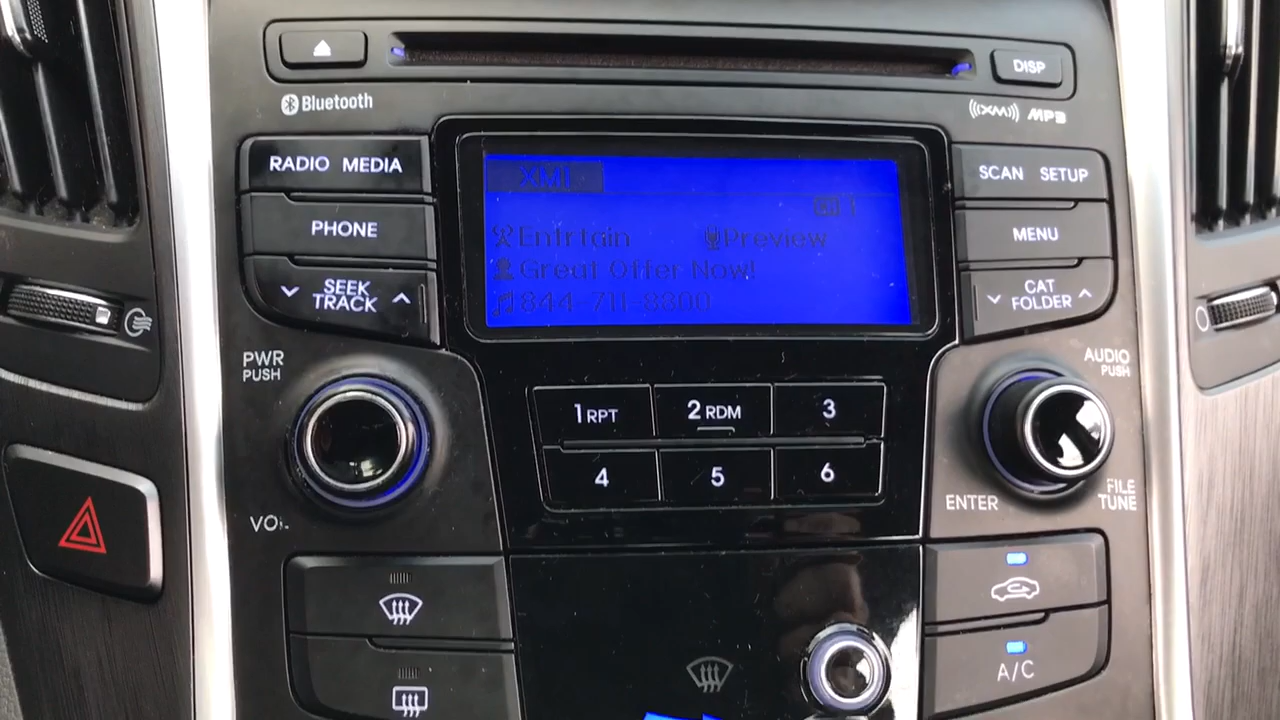 DISP
Bluetooth
((XM)) MP3
RADIO MEDIA
SCAN SETUP
XM1
PHONE
MENU
Entrtain Preview
Great Offer Now!
844-711-8800
SEEK
TRACK
CAT
FOLDER
PWR
PUSH
AUDIO
PUSH
1 RPT
2 RDM
3
4
5
6
VOL
ENTER
FILE
TUNE
A/C